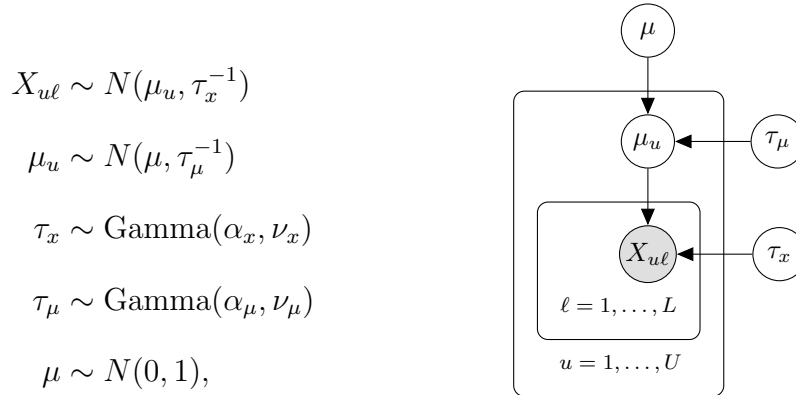 X_{uℓ} ∼ N(μ_u, τ_x^{-1})
μ_u ∼ N(μ, τ_μ^{-1})
τ_x ∼ Gamma(α_x, ν_x)
τ_μ ∼ Gamma(α_μ, ν_μ)
μ ∼ N(0, 1),
μ
μ_u
τ_μ
X_{uℓ}
τ_x
ℓ = 1, . . . , L
u = 1, . . . , U